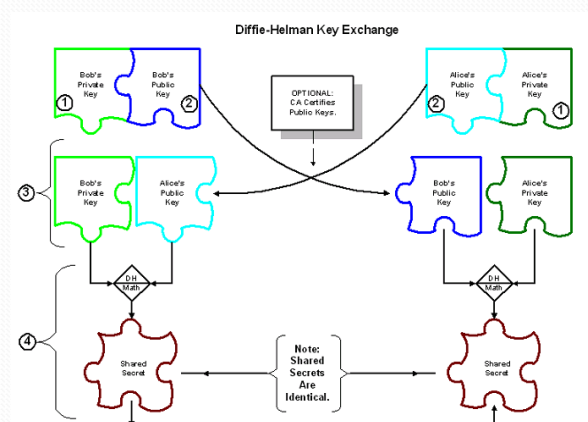 Diffie-Helman Key Exchange
Bob's
Private
Key
1
Bob's
Public
Key
2
OPTIONAL:
CA Certifies
Public Keys.
2
Alice's
Public
Key
Alice's
Private
Key
1
3
Bob's
Private
Key
Alice's
Public
Key
Bob's
Public
Key
Alice's
Private
Key
DH
Math
DH
Math
4
Shared
Secret
Note:
Shared
Secrets
Are
Identical.
Shared
Secret